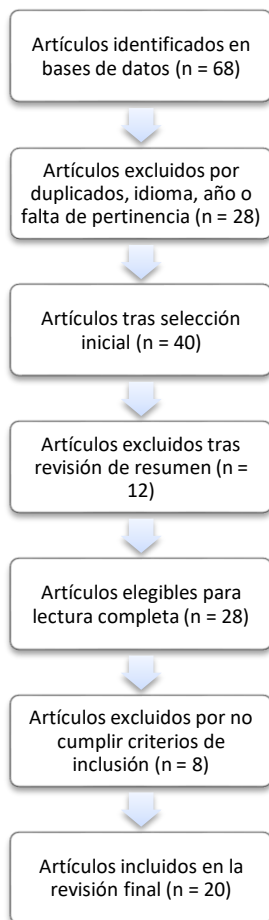 Artículos identificados en
bases de datos (n = 68)
Artículos excluidos por
duplicados, idioma, año o
falta de pertinencia (n = 28)
Artículos tras selección
inicial (n = 40)
Artículos excluidos tras
revisión de resumen (n =
12)
Artículos elegibles para
lectura completa (n = 28)
Artículos excluidos por no
cumplir criterios de
inclusión (n = 8)
Artículos incluidos en la
revisión final (n = 20)